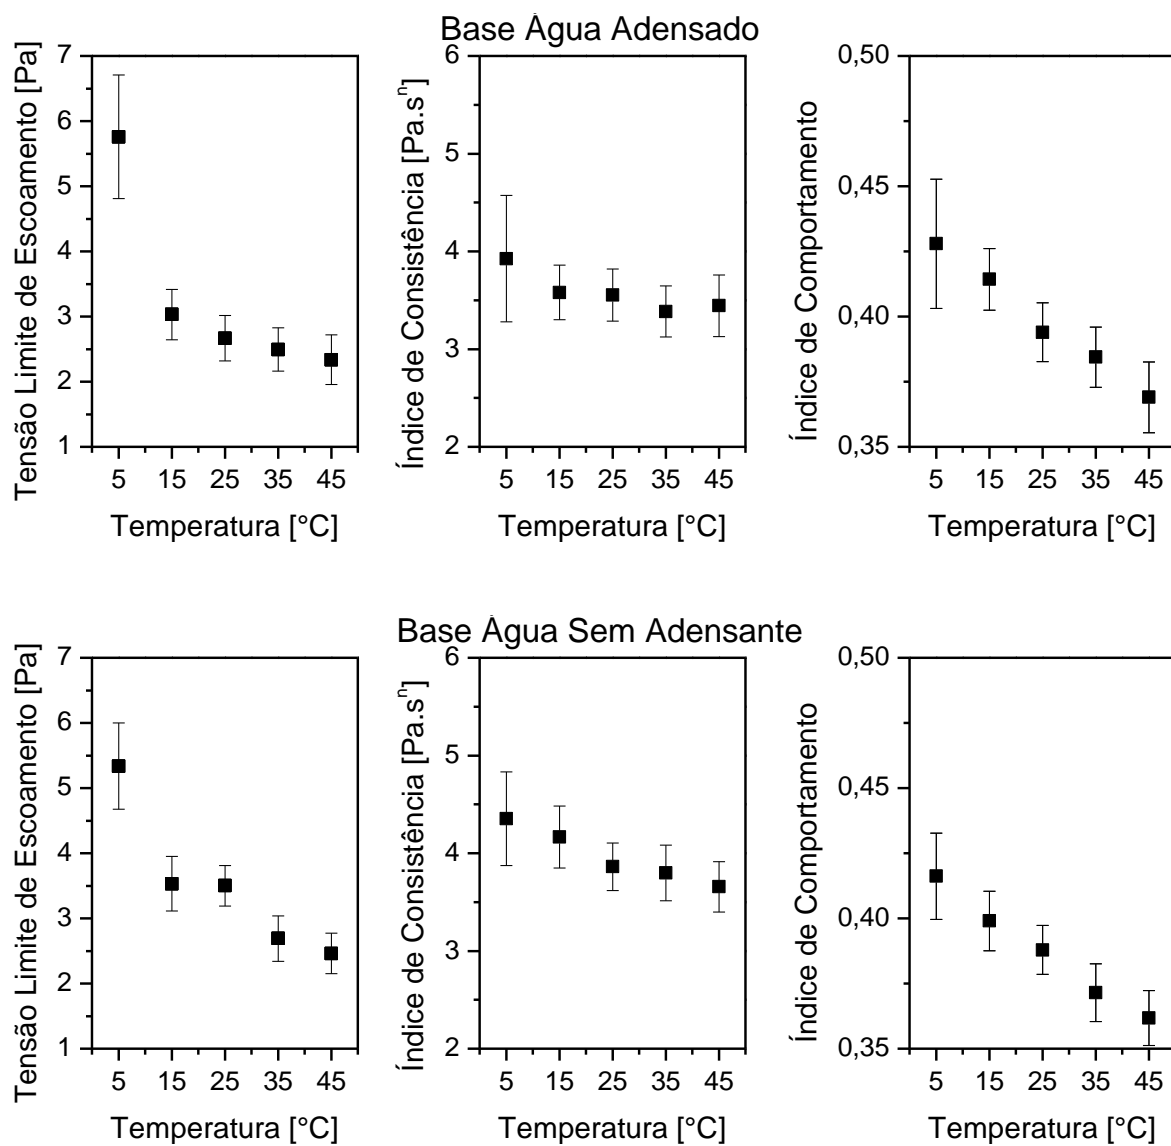 Base Água Adensado
Tensão Limite de Escoamento [Pa]
7
6
5
4
3
2
1
5 15 25 35 45
Temperatura [°C]
Índice de Consistência [Pa.sⁿ]
6
5
4
3
2
5 15 25 35 45
Temperatura [°C]
Índice de Comportamento
0,50
0,45
0,40
0,35
5 15 25 35 45
Temperatura [°C]
Base Água Sem Adensante
Tensão Limite de Escoamento [Pa]
7
6
5
4
3
2
1
5 15 25 35 45
Temperatura [°C]
Índice de Consistência [Pa.sⁿ]
6
5
4
3
2
5 15 25 35 45
Temperatura [°C]
Índice de Comportamento
0,50
0,45
0,40
0,35
5 15 25 35 45
Temperatura [°C]